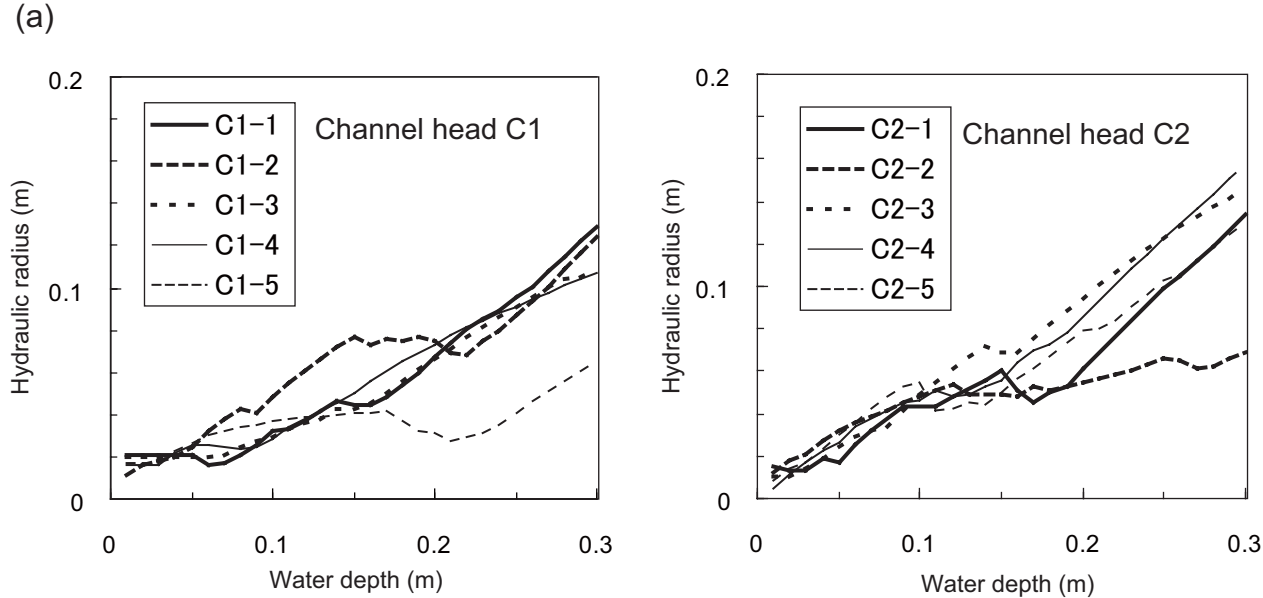 (a)
0.2
0.1
0
Hydraulic radius (m)
C1-1
C1-2
C1-3
C1-4
C1-5
Channel head C1
0
0.1
0.2
0.3
Water depth (m)
0.2
0.1
0
Hydraulic radius (m)
C2-1
C2-2
C2-3
C2-4
C2-5
Channel head C2
0
0.1
0.2
0.3
Water depth (m)